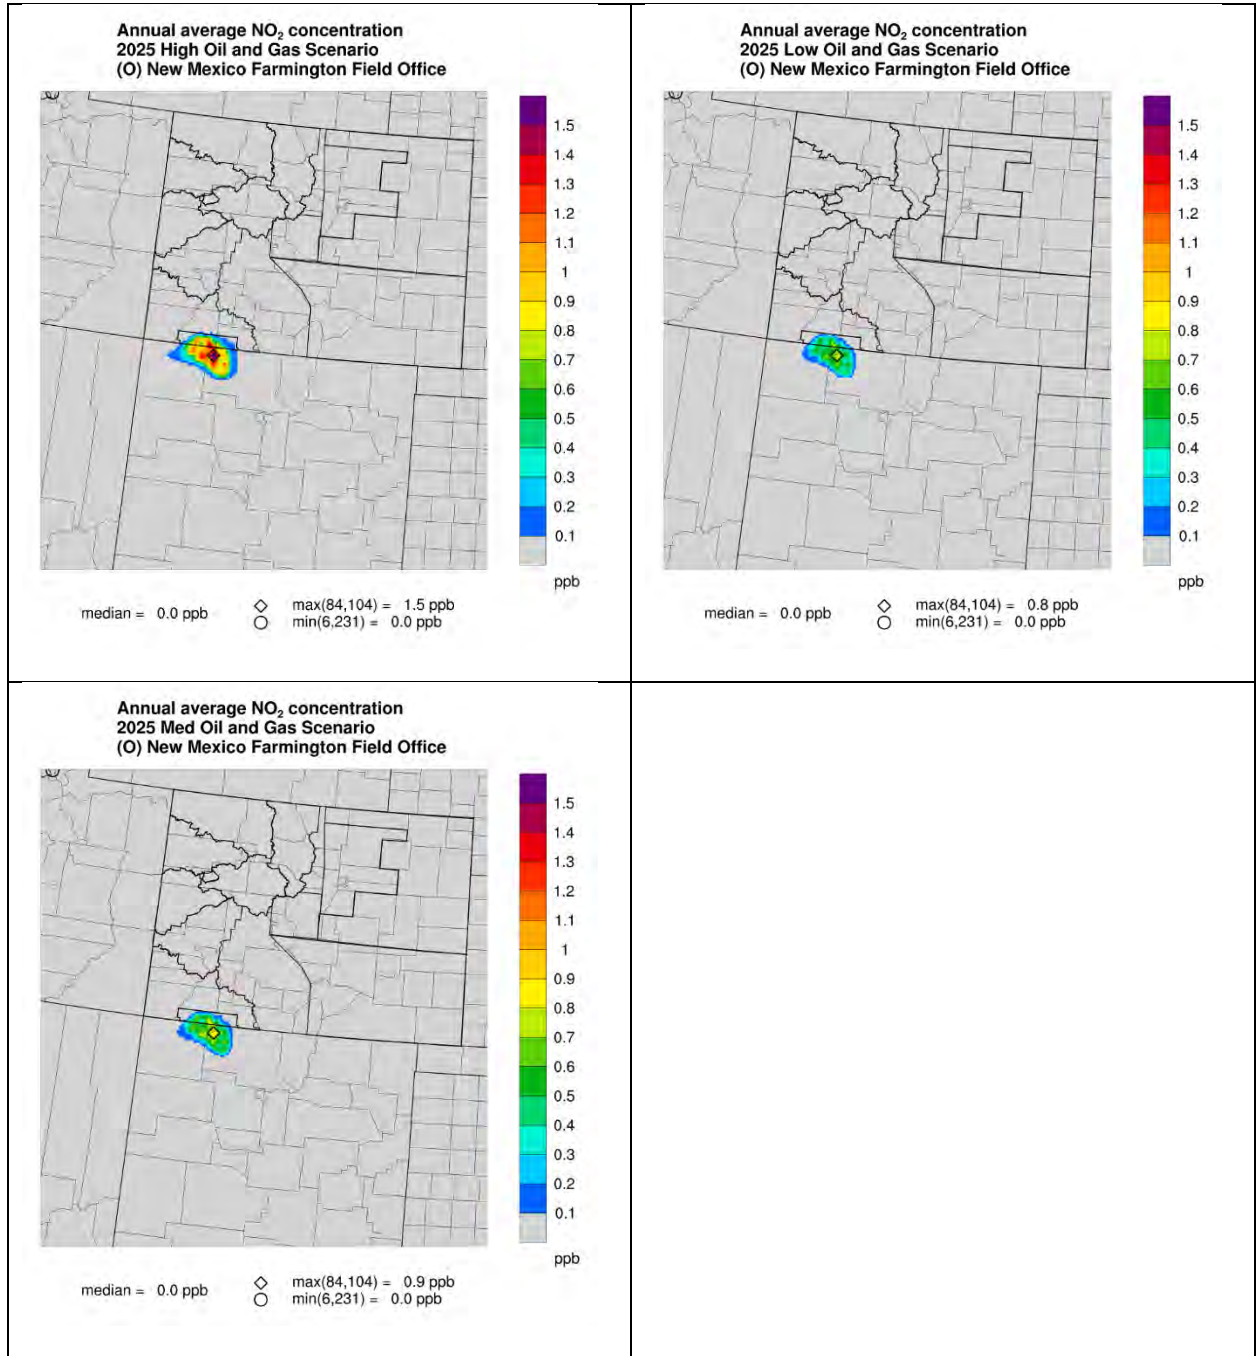 Annual average NO₂ concentration
2025 High Oil and Gas Scenario
(O) New Mexico Farmington Field Office
1.5
1.4
1.3
1.2
1.1
1
0.9
0.8
0.7
0.6
0.5
0.4
0.3
0.2
0.1
ppb
median = 0.0 ppb
max(84,104) = 1.5 ppb
min(6,231) = 0.0 ppb
Annual average NO₂ concentration
2025 Low Oil and Gas Scenario
(O) New Mexico Farmington Field Office
1.5
1.4
1.3
1.2
1.1
1
0.9
0.8
0.7
0.6
0.5
0.4
0.3
0.2
0.1
ppb
median = 0.0 ppb
max(84,104) = 0.8 ppb
min(6,231) = 0.0 ppb
Annual average NO₂ concentration
2025 Med Oil and Gas Scenario
(O) New Mexico Farmington Field Office
1.5
1.4
1.3
1.2
1.1
1
0.9
0.8
0.7
0.6
0.5
0.4
0.3
0.2
0.1
ppb
median = 0.0 ppb
max(84,104) = 0.9 ppb
min(6,231) = 0.0 ppb